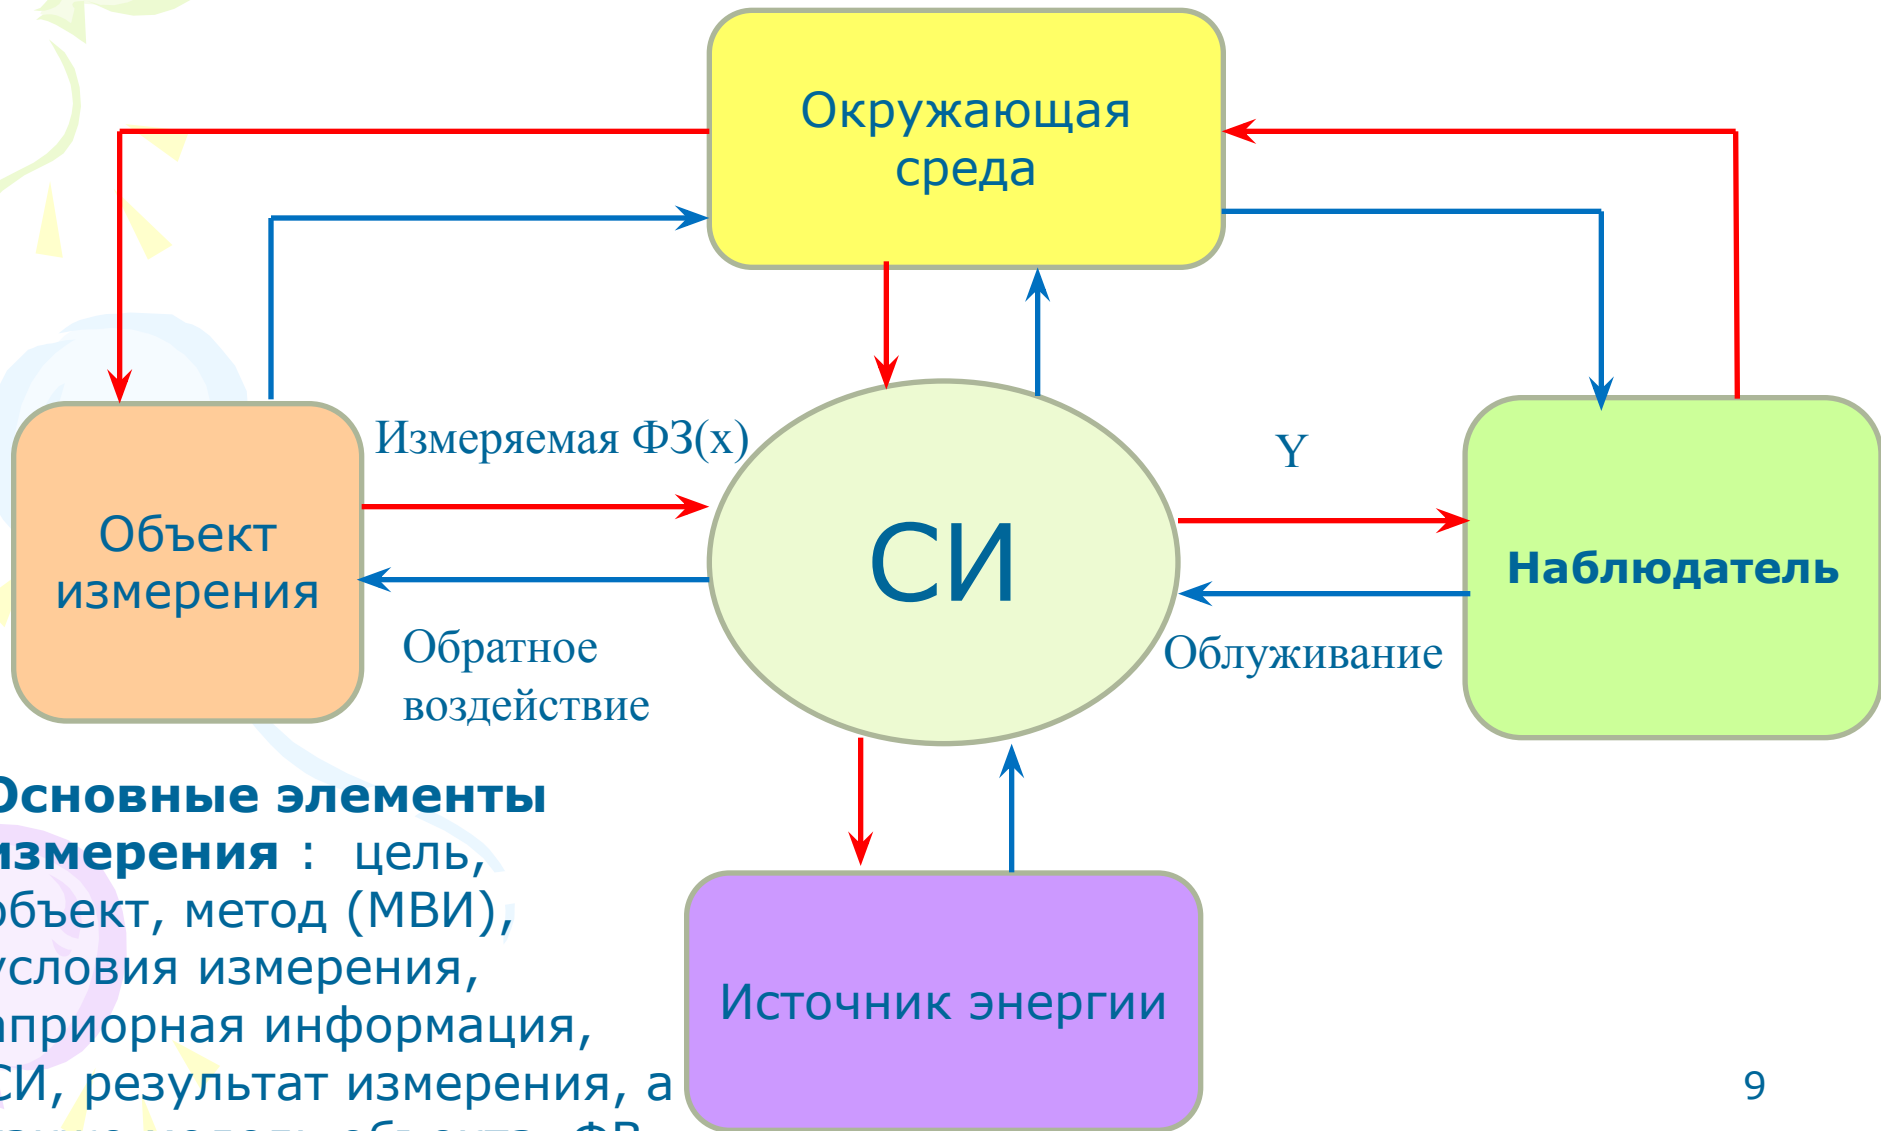 Окружающая
среда
Измеряемая ФЗ(х)
Y
Объект
измерения
СИ
Наблюдатель
Обратное
воздействие
Облуживание
Основные элементы
измерения : цель,
объект, метод (МВИ),
условия измерения,
априорная информация,
СИ, результат измерения, а
Источник энергии
9